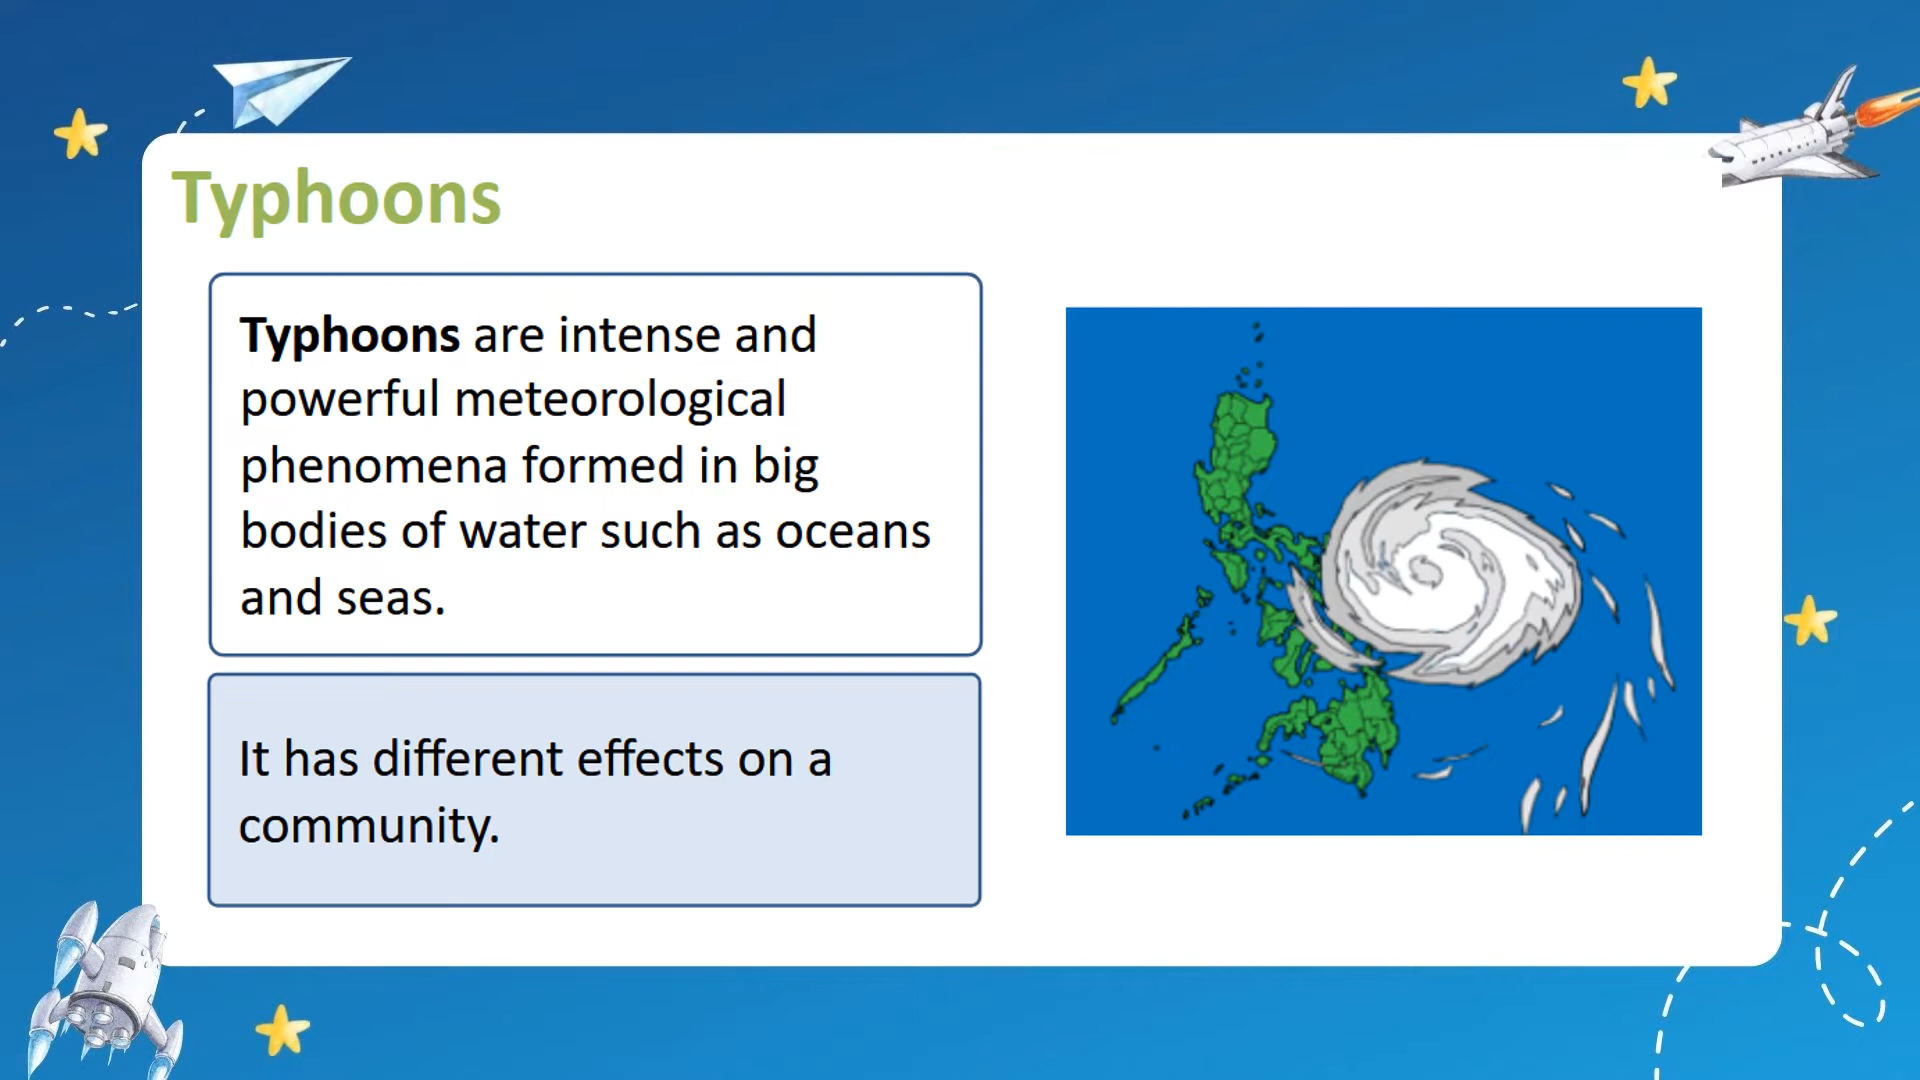 Typhoons
Typhoons are intense and
powerful meteorological
phenomena formed in big
bodies of water such as oceans
and seas.
It has different effects on a
community.